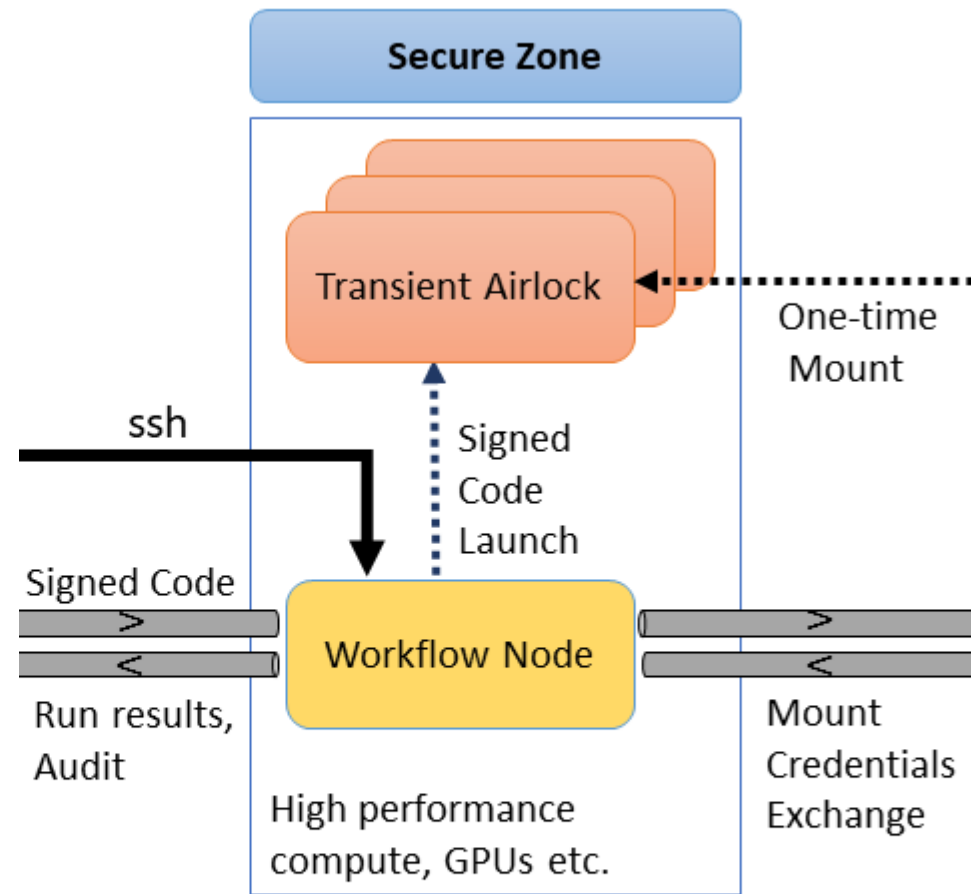 Secure Zone
Transient Airlock
One-time
Mount
ssh
Signed
Code
Launch
Signed Code
>
>
Workflow Node
<
<
Run results,
Audit
Mount
Credentials
Exchange
High performance
compute, GPUs etc.